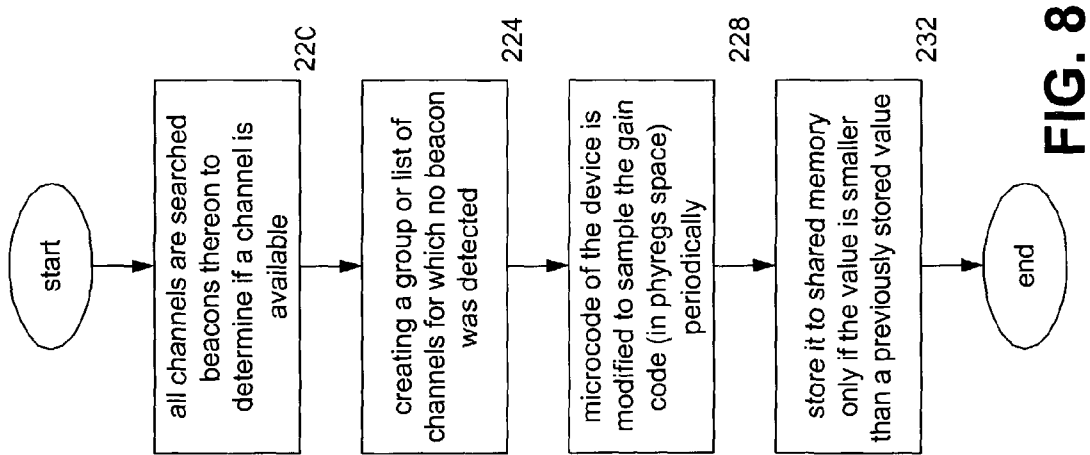 start
all channels are searched
beacons thereon to
determine if a channel is
available
22C
creating a group or list of
channels for which no beacon
was detected
224
microcode of the device is
modified to sample the gain
code (in phyregs space)
periodically
228
store it to shared memory
only if the value is smaller
than a previously stored value
232
end
FIG. 8